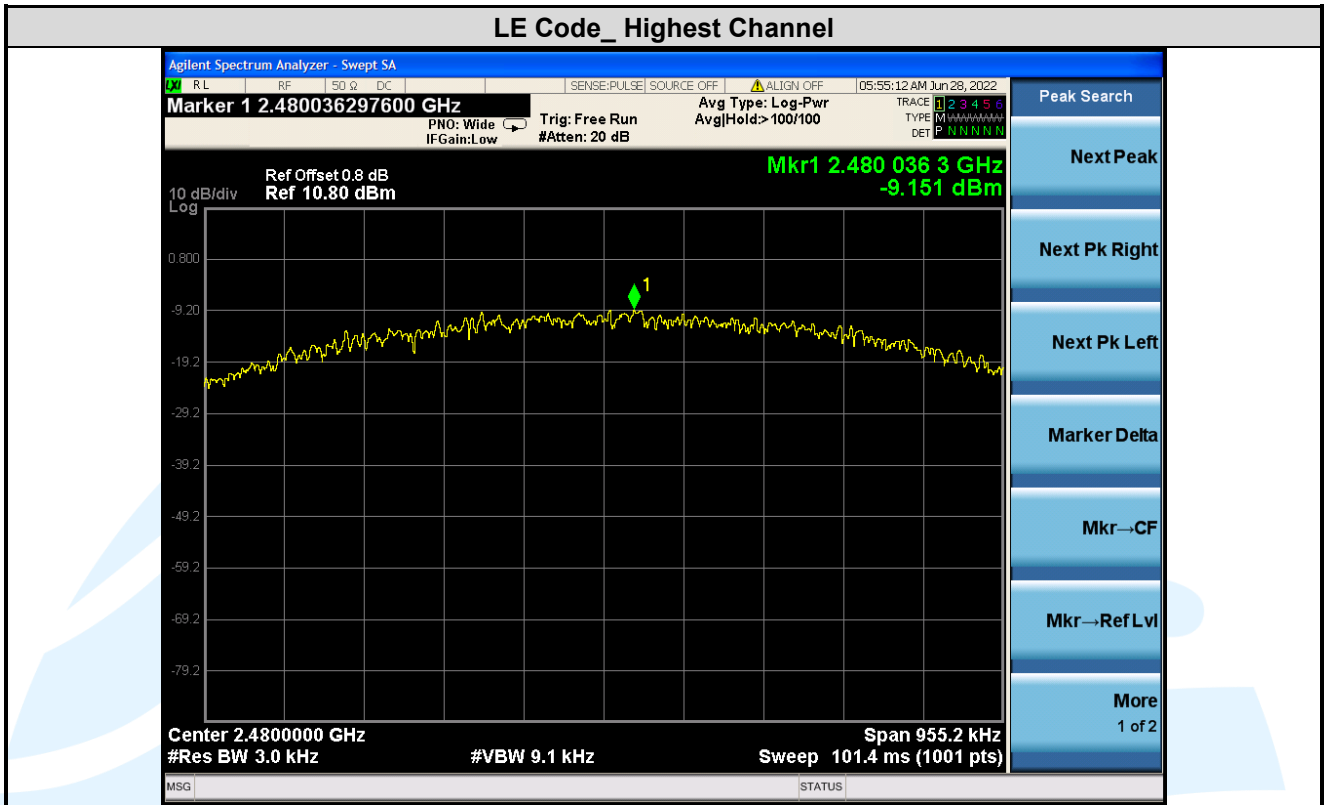 LE Code_ Highest Channel
Agilent Spectrum Analyzer - Swept SA
LXI RL RF 50 Ω DC SENSE:PULSE SOURCE OFF ALIGN OFF 05:55:12 AM Jun 28, 2022
Marker 1 2.480036297600 GHz
PNO: Wide
IFGain:Low
Trig: Free Run
#Atten: 20 dB
Avg Type: Log-Pwr
Avg|Hold:>100/100
TRACE 1 2 3 4 5 6
TYPE M
DET P N N N N N
Mkr1 2.480 036 3 GHz
-9.151 dBm
Ref Offset 0.8 dB
10 dB/div Ref 10.80 dBm
Log
0.800
1
-9.20
-19.2
-29.2
-39.2
-49.2
-59.2
-69.2
-79.2
Center 2.4800000 GHz Span 955.2 kHz
#Res BW 3.0 kHz #VBW 9.1 kHz Sweep 101.4 ms (1001 pts)
MSG STATUS
Peak Search
Next Peak
Next Pk Right
Next Pk Left
Marker Delta
Mkr→CF
Mkr→Ref Lvl
More
1 of 2